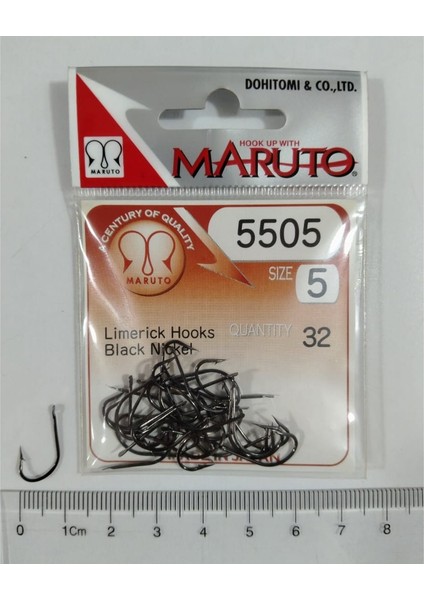 DOHITOMI & CO.,LTD.
HOOK UP WITH
MARUTO®
MARUTO
A CENTURY OF QUALITY
MARUTO
5505
SIZE 5
Limerick Hooks
Black Nickel
QUANTITY 32
0 1Cm 2 3 4 5 6 7 8